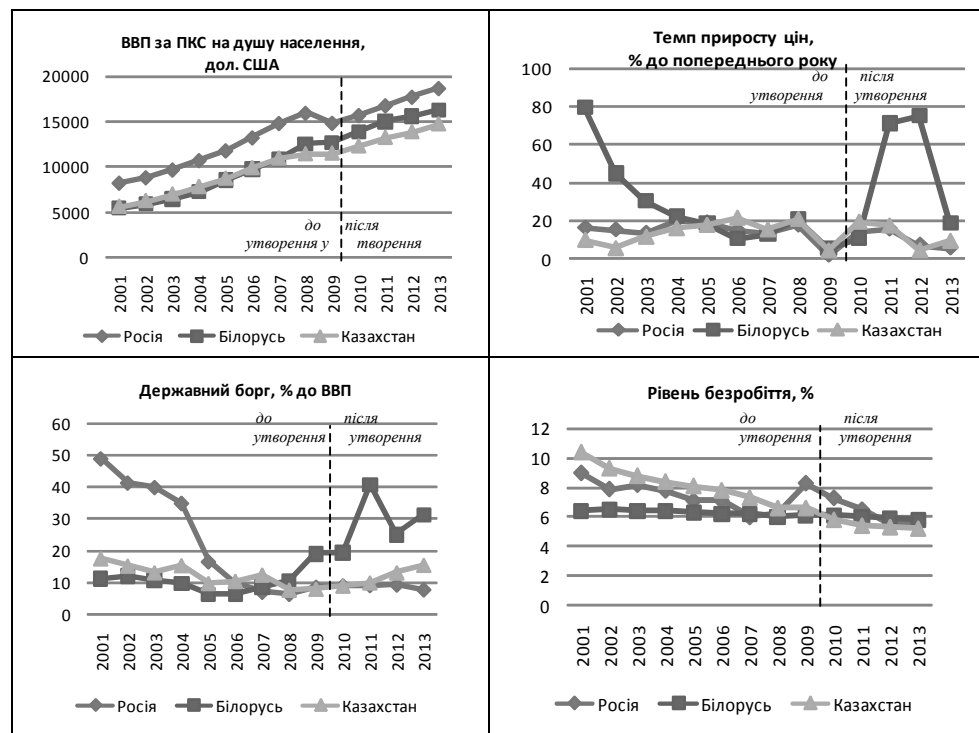 ВВП за ПКС на душу населення,
дол. США
20000
15000
10000
5000
0
до
утворення у
після
творення
2001 2002 2003 2004 2005 2006 2007 2008 2009 2010 2011 2012 2013
Росія Білорусь Казахстан
Темп приросту цін,
% до попереднього року
100
80
60
40
20
0
до
утворення
після
утворення
2001 2002 2003 2004 2005 2006 2007 2008 2009 2010 2011 2012 2013
Росія Білорусь Казахстан
Державний борг, % до ВВП
60
50
40
30
20
10
0
до
утворення
після
утворення
2001 2002 2003 2004 2005 2006 2007 2008 2009 2010 2011 2012 2013
Росія Білорусь Казахстан
Рівень безробіття, %
12
10
8
6
4
2
0
до
утворення
після
утворення
2001 2002 2003 2004 2005 2006 2007 2008 2009 2010 2011 2012 2013
Росія Білорусь Казахстан